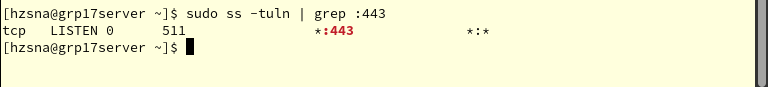 [hzsna@grp17server ~]$ sudo ss -tuln | grep :443
tcp   LISTEN 0      511                *:443              *:*
[hzsna@grp17server ~]$